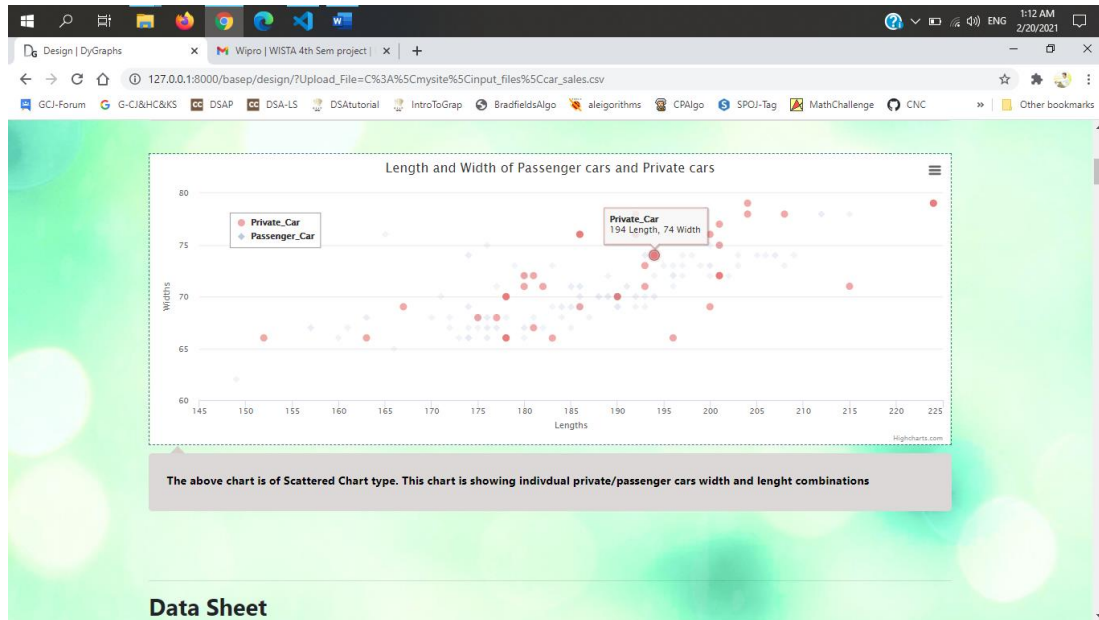 ENG
1:12 AM
2/20/2021
DG Design | DyGraphs
Wipro | WISTA 4th Sem project |
127.0.0.1:8000/basep/design/?Upload_File=C%3A%5Cmysite%5Cinput_files%5Ccar_sales.csv
GCJ-Forum G-CJ&HC&KS DSAP DSA-LS DSAtutorial IntroToGrap BradfieldsAlgo aleigorithms CPAlgo SPOJ-Tag MathChallenge CNC » Other bookmarks
Length and Width of Passenger cars and Private cars
80
Private_Car
Passenger_Car
Private_Car
194 Length, 74 Width
75
70
65
60
Widths
145 150 155 160 165 170 175 180 185 190 195 200 205 210 215 220 225
Lengths
Highcharts.com
The above chart is of Scattered Chart type. This chart is showing indivdual private/passenger cars width and lenght combinations
Data Sheet